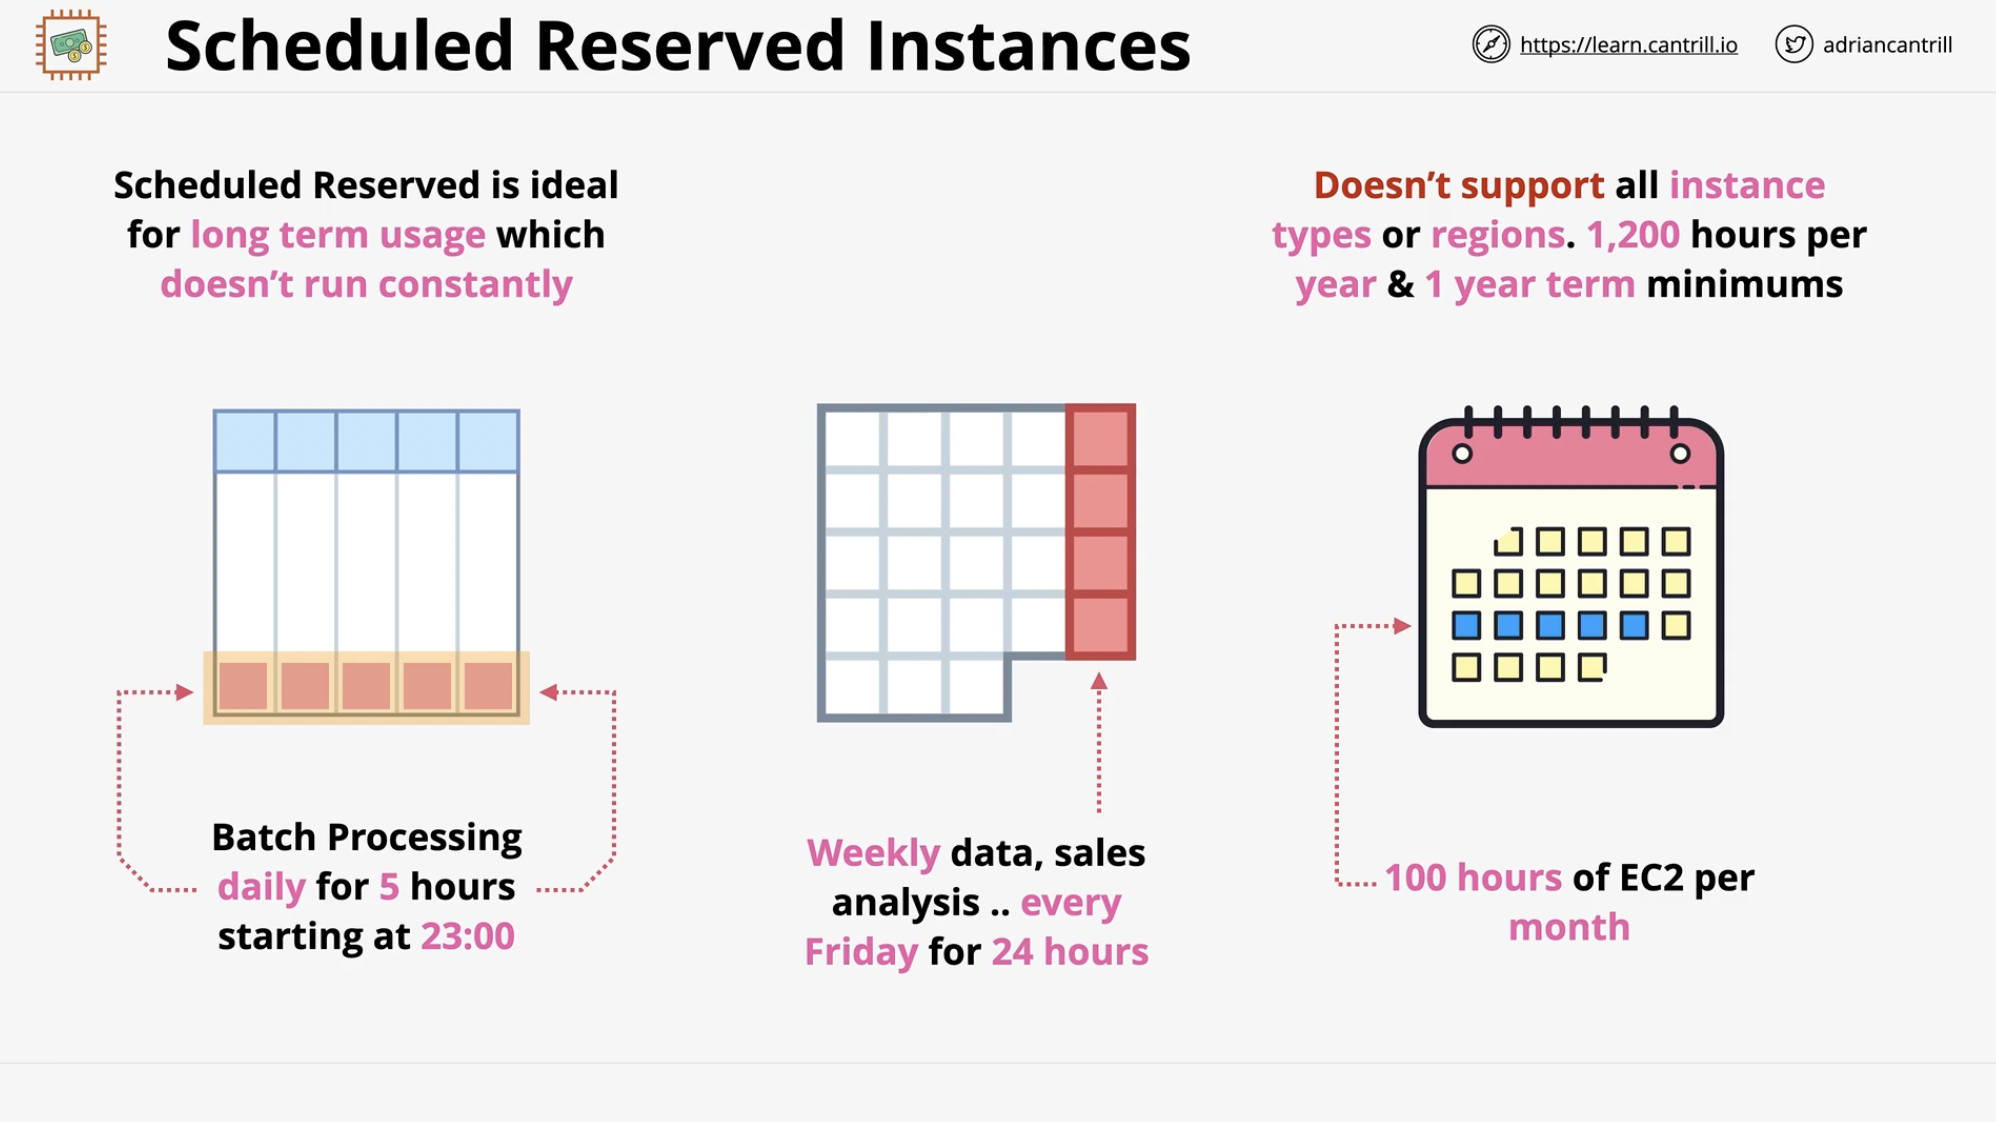 Scheduled Reserved Instances
https://learn.cantrill.io
adriancantrill
Scheduled Reserved is ideal
for long term usage which
doesn’t run constantly
Doesn’t support all instance
types or regions. 1,200 hours per
year & 1 year term minimums
Batch Processing
daily for 5 hours
starting at 23:00
Weekly data, sales
analysis .. every
Friday for 24 hours
100 hours of EC2 per
month